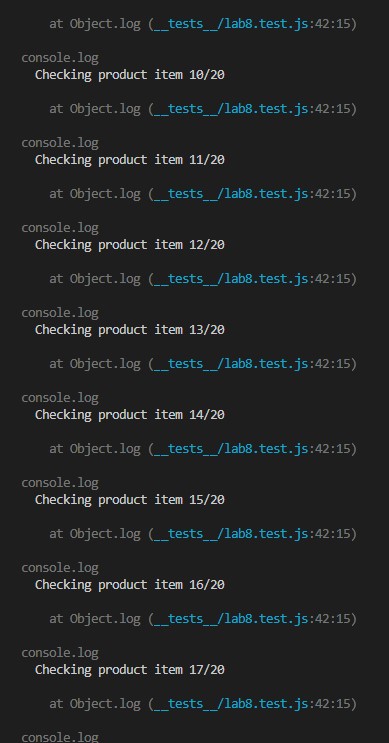 at Object.log (__tests__/lab8.test.js:42:15)
console.log
Checking product item 10/20
at Object.log (__tests__/lab8.test.js:42:15)
console.log
Checking product item 11/20
at Object.log (__tests__/lab8.test.js:42:15)
console.log
Checking product item 12/20
at Object.log (__tests__/lab8.test.js:42:15)
console.log
Checking product item 13/20
at Object.log (__tests__/lab8.test.js:42:15)
console.log
Checking product item 14/20
at Object.log (__tests__/lab8.test.js:42:15)
console.log
Checking product item 15/20
at Object.log (__tests__/lab8.test.js:42:15)
console.log
Checking product item 16/20
at Object.log (__tests__/lab8.test.js:42:15)
console.log
Checking product item 17/20
at Object.log (__tests__/lab8.test.js:42:15)
console.log